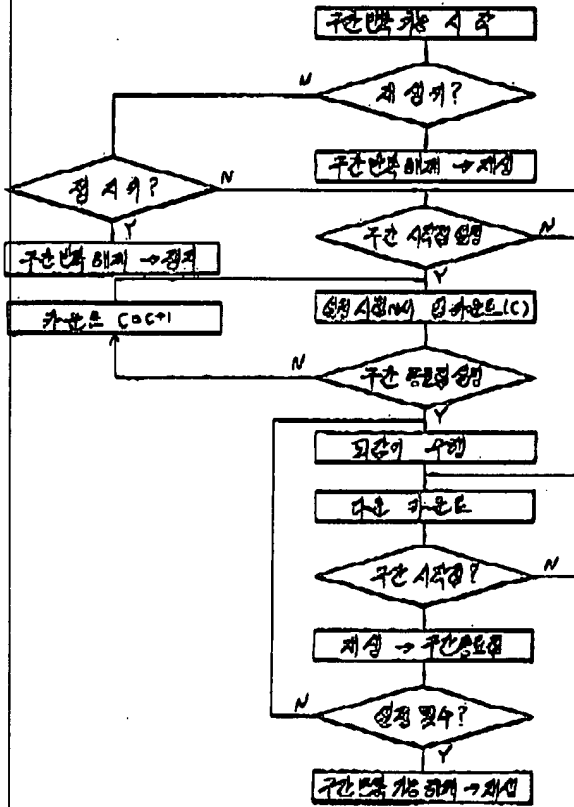 구간 반복 기능 시작
N
재생키?
구간 반복 해제 → 재생
정지키?
N
Y
구간 시작점 설정
N
구간 반복 해제 → 정지
Y
카운트 C=C+1
설정 시점에서 업 카운트(C)
N
구간 종료점 설정
Y
되감기 수행
다운 카운트
구간 시작점?
N
재생 → 구간종료점
N
설정 횟수?
Y
구간 반복 기능 해제 → 재생